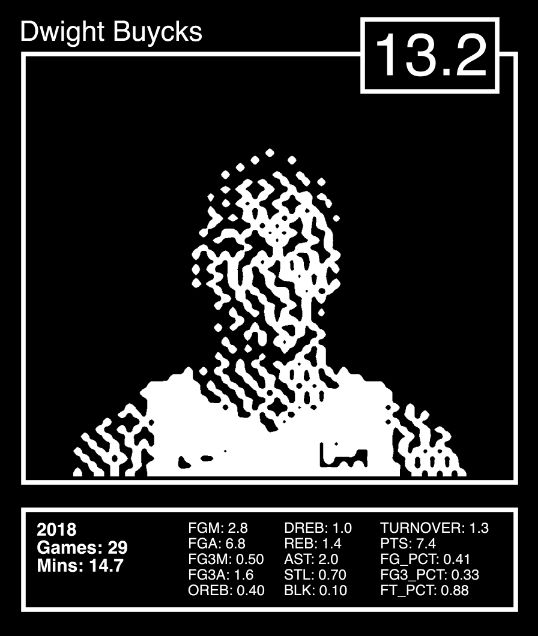 Dwight Buycks
13.2
2018
Games: 29
Mins: 14.7
FGM: 2.8
FGA: 6.8
FG3M: 0.50
FG3A: 1.6
OREB: 0.40
DREB: 1.0
REB: 1.4
AST: 2.0
STL: 0.70
BLK: 0.10
TURNOVER: 1.3
PTS: 7.4
FG_PCT: 0.41
FG3_PCT: 0.33
FT_PCT: 0.88